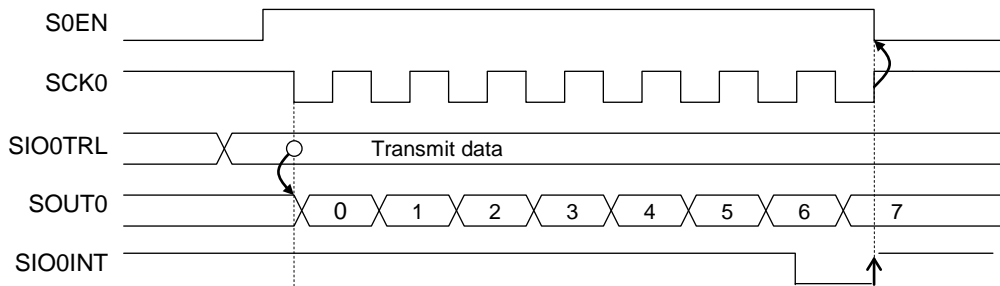 S0EN
SCK0
SIO0TRL
Transmit data
SOUT0
0 1 2 3 4 5 6 7
SIO0INT